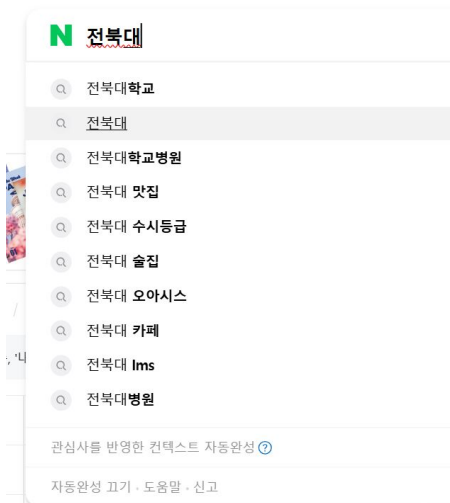 N 전북대
전북대학교
전북대
전북대학교병원
전북대 맛집
전북대 수시등급
전북대 술집
전북대 오아시스
전북대 카페
전북대 lms
전북대병원
, '나
관심사를 반영한 컨텍스트 자동완성 ?
자동완성 끄기 · 도움말 · 신고